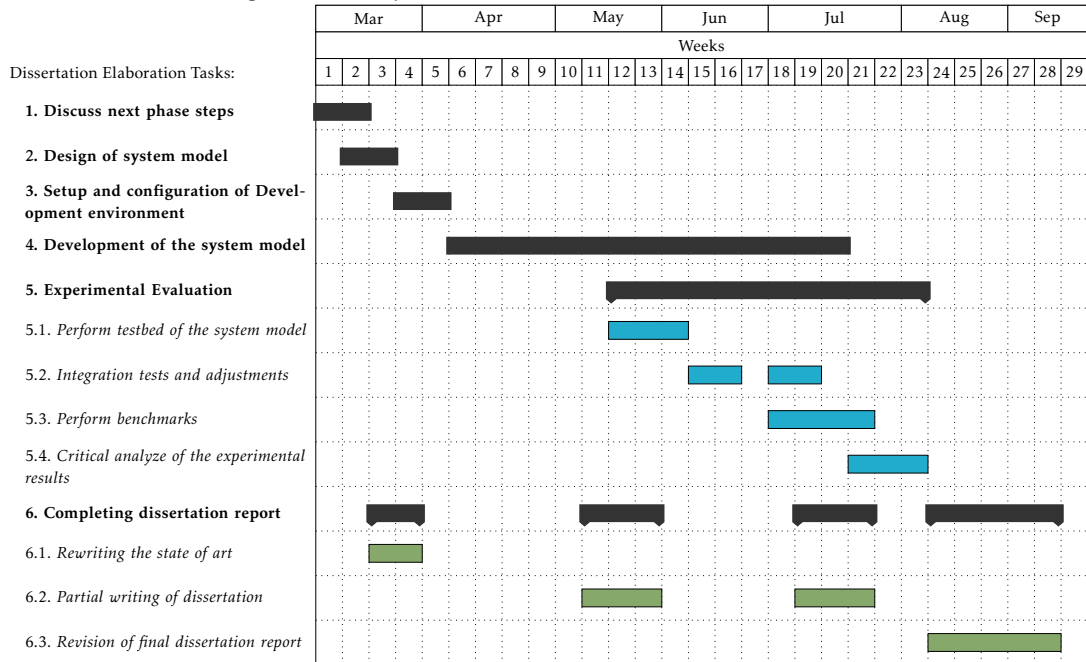 Mar Apr May Jun Jul Aug Sep
Weeks
Dissertation Elaboration Tasks: 1 2 3 4 5 6 7 8 9 10 11 12 13 14 15 16 17 18 19 20 21 22 23 24 25 26 27 28 29
1. Discuss next phase steps
2. Design of system model
3. Setup and configuration of Devel-
opment environment
4. Development of the system model
5. Experimental Evaluation
5.1. Perform testbed of the system model
5.2. Integration tests and adjustments
5.3. Perform benchmarks
5.4. Critical analyze of the experimental
results
6. Completing dissertation report
6.1. Rewriting the state of art
6.2. Partial writing of dissertation
6.3. Revision of final dissertation report